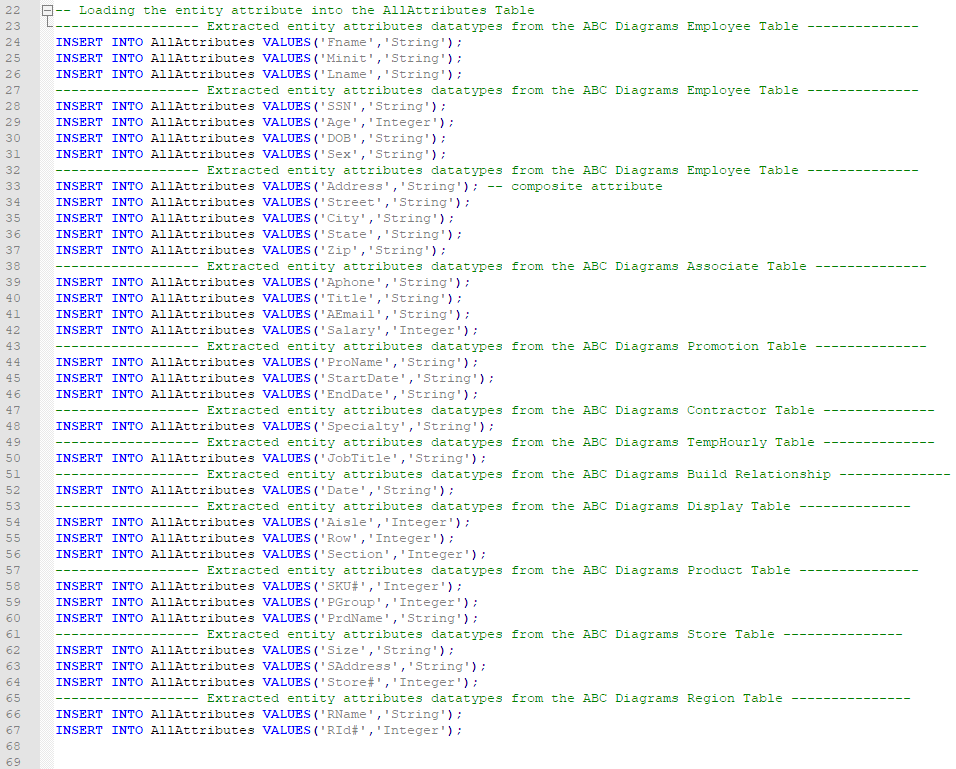 22 -- Loading the entity attribute into the AllAttributes Table
23 ------------------ Extracted entity attributes datatypes from the ABC Diagrams Employee Table --------------
24 INSERT INTO AllAttributes VALUES('Fname','String');
25 INSERT INTO AllAttributes VALUES('Minit','String');
26 INSERT INTO AllAttributes VALUES('Lname','String');
27 ------------------ Extracted entity attributes datatypes from the ABC Diagrams Employee Table --------------
28 INSERT INTO AllAttributes VALUES('SSN','String');
29 INSERT INTO AllAttributes VALUES('Age','Integer');
30 INSERT INTO AllAttributes VALUES('DOB','String');
31 INSERT INTO AllAttributes VALUES('Sex','String');
32 ------------------ Extracted entity attributes datatypes from the ABC Diagrams Employee Table --------------
33 INSERT INTO AllAttributes VALUES('Address','String'); -- composite attribute
34 INSERT INTO AllAttributes VALUES('Street','String');
35 INSERT INTO AllAttributes VALUES('City','String');
36 INSERT INTO AllAttributes VALUES('State','String');
37 INSERT INTO AllAttributes VALUES('Zip','String');
38 ------------------ Extracted entity attributes datatypes from the ABC Diagrams Associate Table --------------
39 INSERT INTO AllAttributes VALUES('Aphone','String');
40 INSERT INTO AllAttributes VALUES('Title','String');
41 INSERT INTO AllAttributes VALUES('AEmail','String');
42 INSERT INTO AllAttributes VALUES('Salary','Integer');
43 ------------------ Extracted entity attributes datatypes from the ABC Diagrams Promotion Table --------------
44 INSERT INTO AllAttributes VALUES('ProName','String');
45 INSERT INTO AllAttributes VALUES('StartDate','String');
46 INSERT INTO AllAttributes VALUES('EndDate','String');
47 ------------------ Extracted entity attributes datatypes from the ABC Diagrams Contractor Table --------------
48 INSERT INTO AllAttributes VALUES('Specialty','String');
49 ------------------ Extracted entity attributes datatypes from the ABC Diagrams TempHourly Table --------------
50 INSERT INTO AllAttributes VALUES('JobTitle','String');
51 ------------------ Extracted entity attributes datatypes from the ABC Diagrams Build Relationship --------------
52 INSERT INTO AllAttributes VALUES('Date','String');
53 ------------------ Extracted entity attributes datatypes from the ABC Diagrams Display Table --------------
54 INSERT INTO AllAttributes VALUES('Aisle','Integer');
55 INSERT INTO AllAttributes VALUES('Row','Integer');
56 INSERT INTO AllAttributes VALUES('Section','Integer');
57 ------------------ Extracted entity attributes datatypes from the ABC Diagrams Product Table ---------------
58 INSERT INTO AllAttributes VALUES('SKU#','Integer');
59 INSERT INTO AllAttributes VALUES('PGroup','Integer');
60 INSERT INTO AllAttributes VALUES('PrdName','String');
61 ------------------ Extracted entity attributes datatypes from the ABC Diagrams Store Table ---------------
62 INSERT INTO AllAttributes VALUES('Size','String');
63 INSERT INTO AllAttributes VALUES('SAddress','String');
64 INSERT INTO AllAttributes VALUES('Store#','Integer');
65 ------------------ Extracted entity attributes datatypes from the ABC Diagrams Region Table ---------------
66 INSERT INTO AllAttributes VALUES('RName','String');
67 INSERT INTO AllAttributes VALUES('RId#','Integer');
68
69